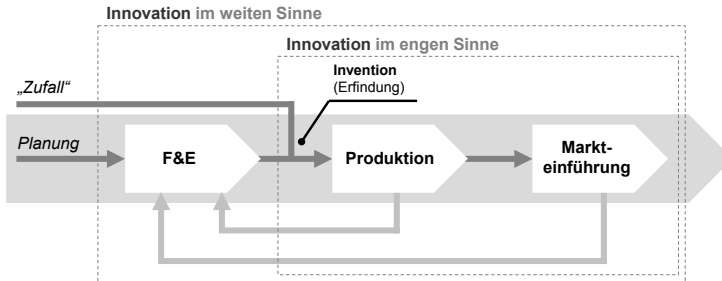 Innovation im weiten Sinne
Innovation im engen Sinne
„Zufall“
Invention
(Erfindung)
Planung
F&E
Produktion
Markt-
einführung